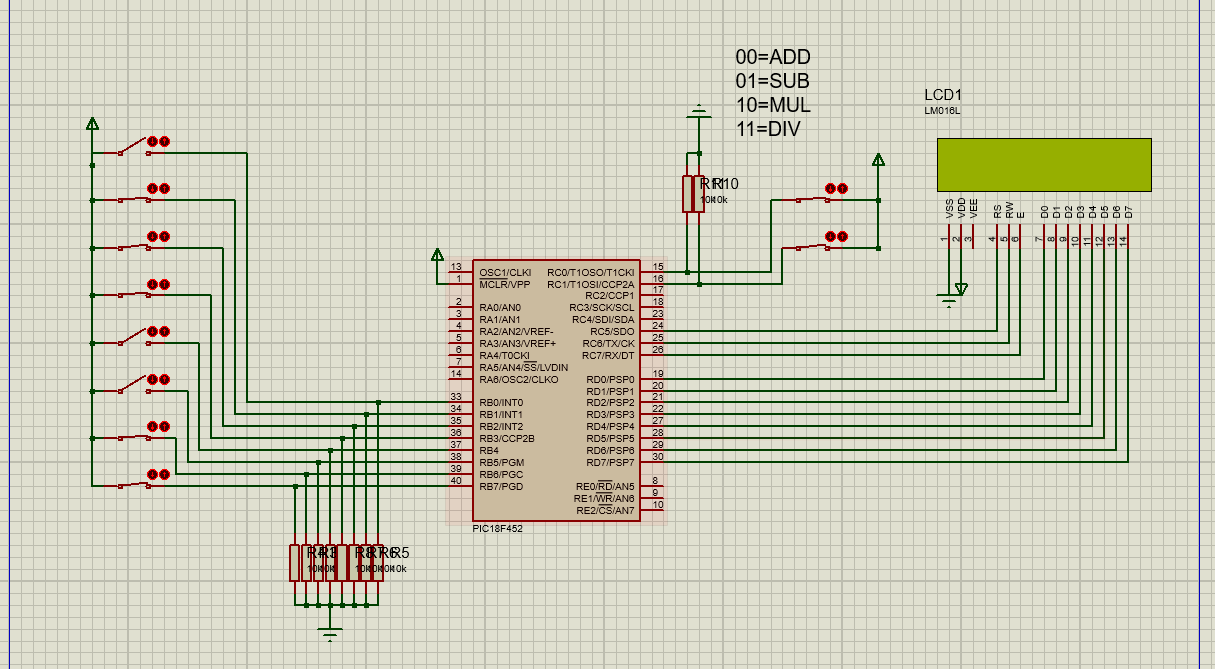 00=ADD
01=SUB
10=MUL
11=DIV
LCD1
LM016L
R10
10k
VSS
VDD
VEE
RS
RW
E
D0
D1
D2
D3
D4
D5
D6
D7
1
2
3
4
5
6
7
8
9
10
11
12
13
14
13 OSC1/CLKI
1 MCLR/VPP
2 RA0/AN0
3 RA1/AN1
4 RA2/AN2/VREF-
5 RA3/AN3/VREF+
6 RA4/T0CKI
7 RA5/AN4/SS/LVDIN
14 RA6/OSC2/CLKO
33 RB0/INT0
34 RB1/INT1
35 RB2/INT2
36 RB3/CCP2B
37 RB4
38 RB5/PGM
39 RB6/PGC
40 RB7/PGD
RC0/T1OSO/T1CKI 15
RC1/T1OSI/CCP2A 16
RC2/CCP1 17
RC3/SCK/SCL 18
RC4/SDI/SDA 23
RC5/SDO 24
RC6/TX/CK 25
RC7/RX/DT 26
RD0/PSP0 19
RD1/PSP1 20
RD2/PSP2 21
RD3/PSP3 22
RD4/PSP4 27
RD5/PSP5 28
RD6/PSP6 29
RD7/PSP7 30
RE0/RD/AN5 8
RE1/WR/AN6 9
RE2/CS/AN7 10
PIC18F452
R5
10k